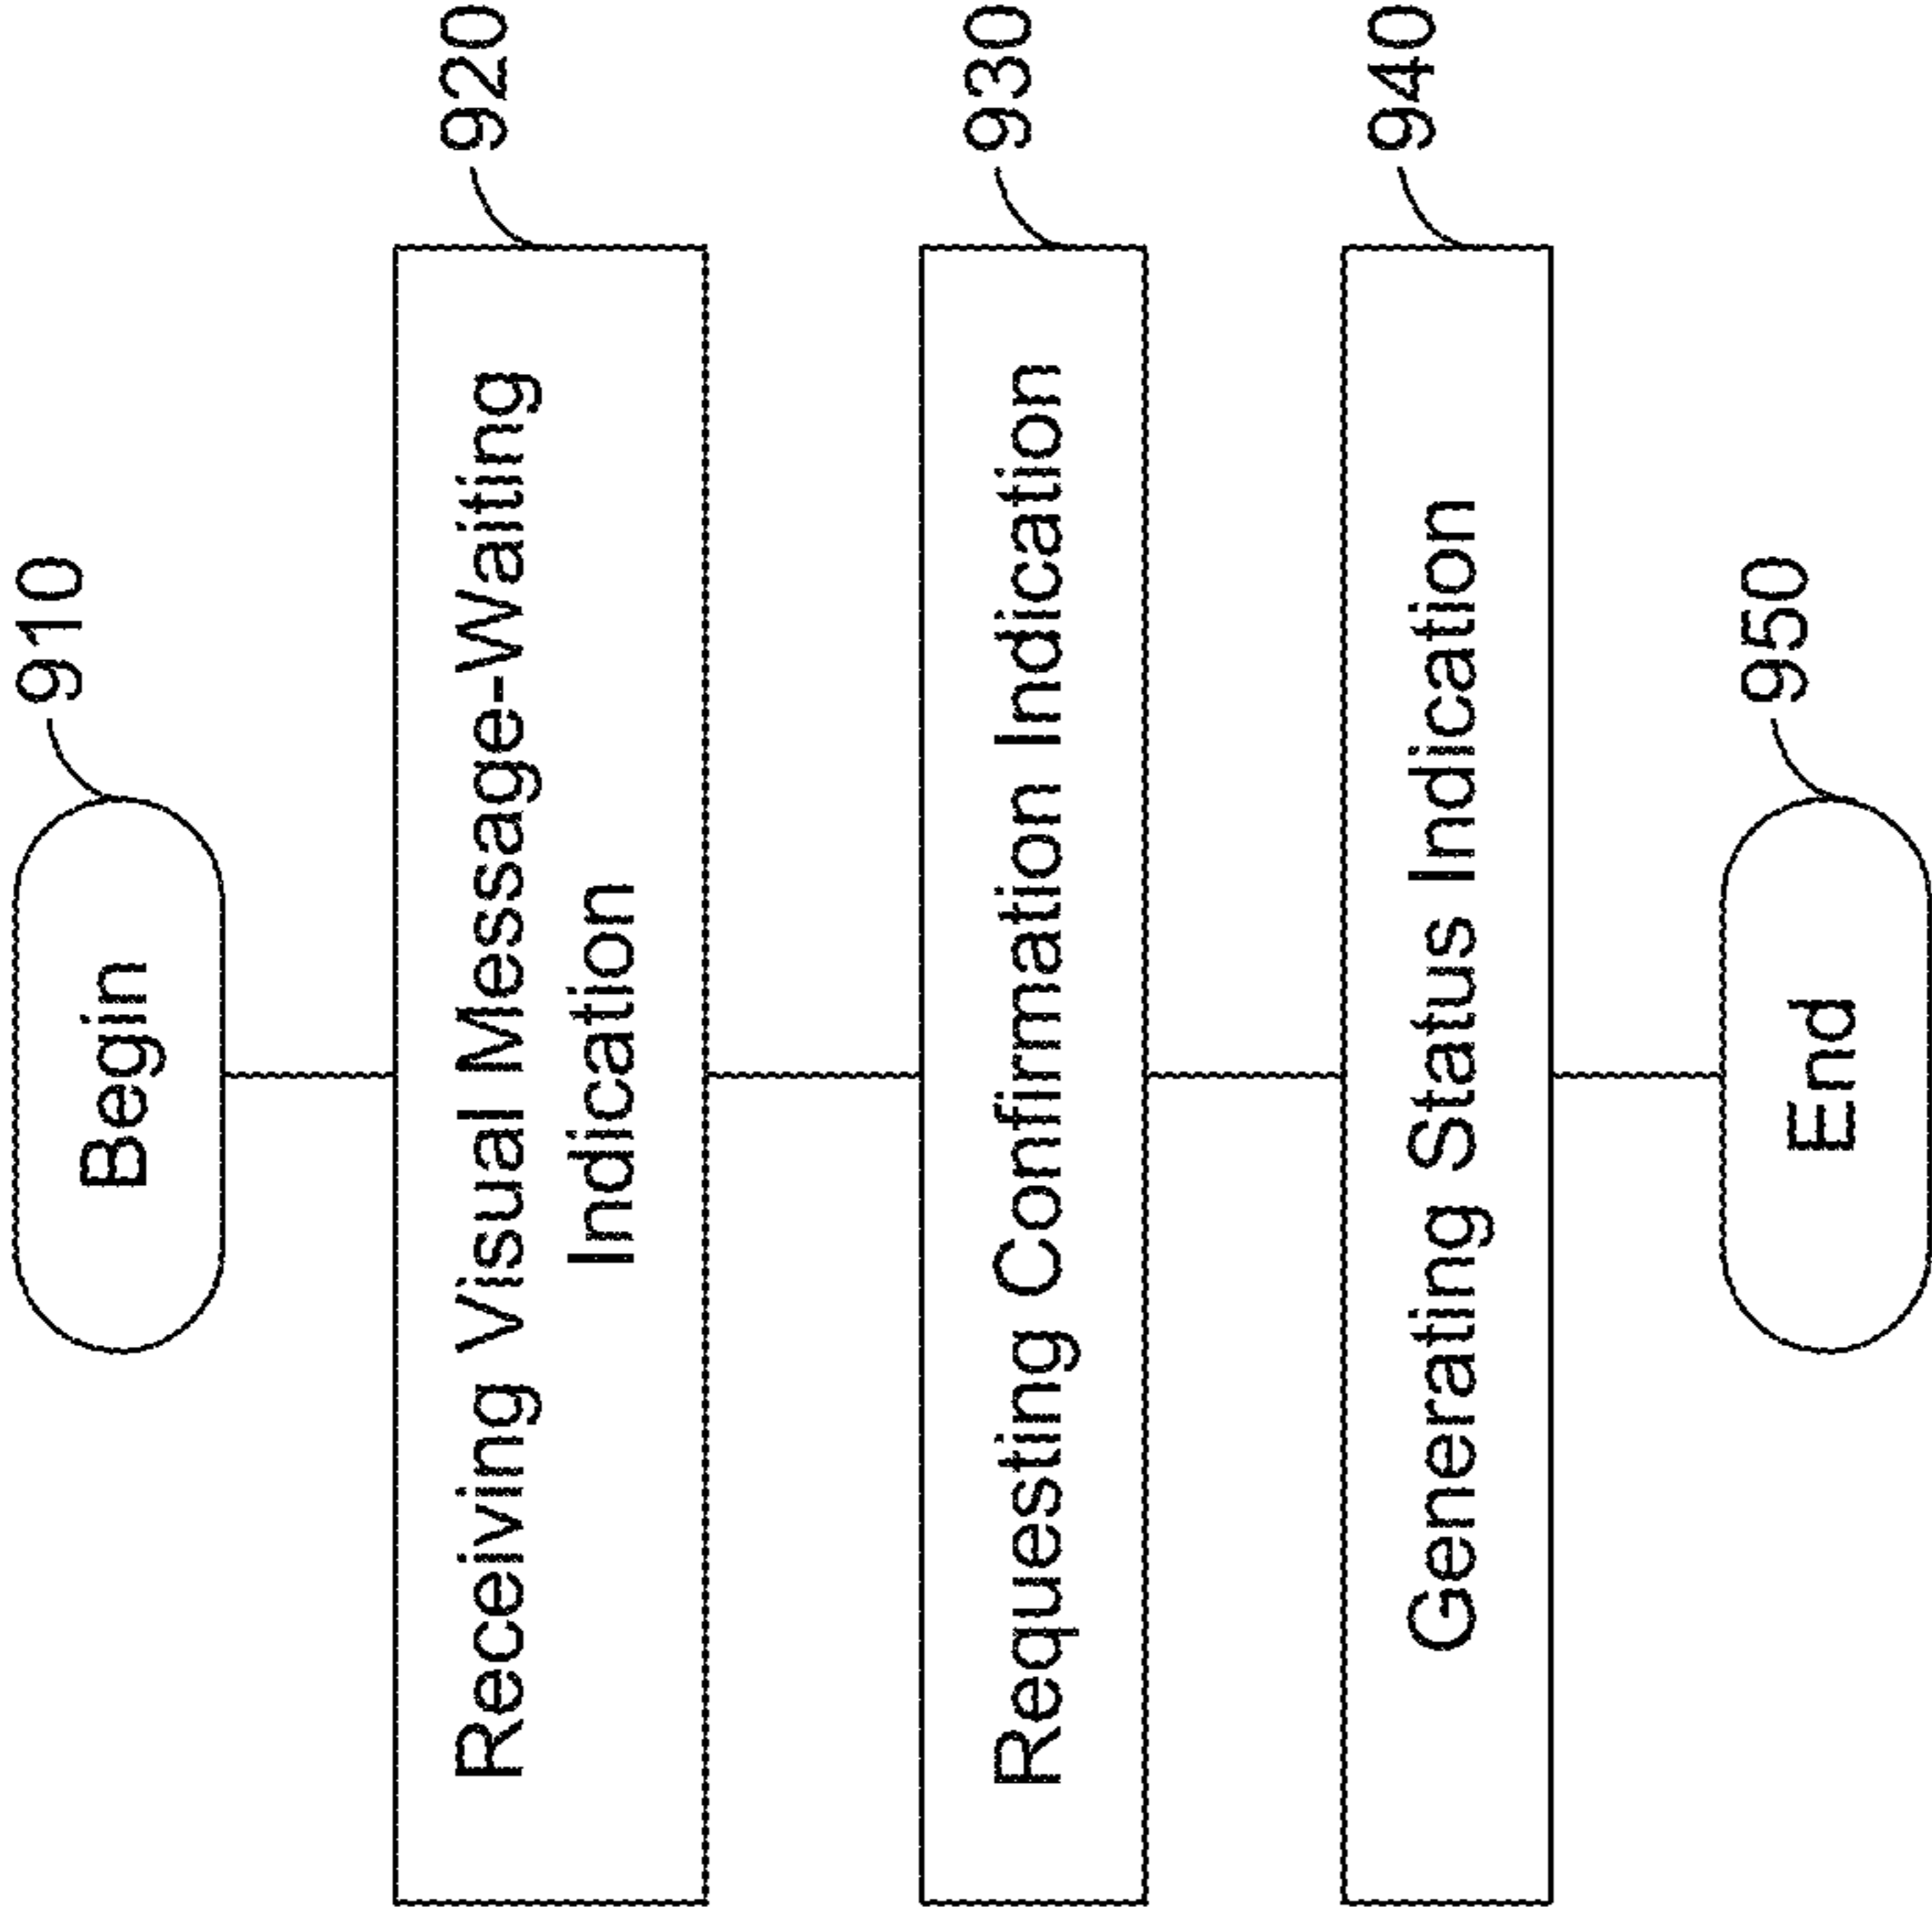 Begin
910
Receiving Visual Message-Waiting
Indication
920
Requesting Confirmation Indication
930
Generating Status Indication
940
End
950